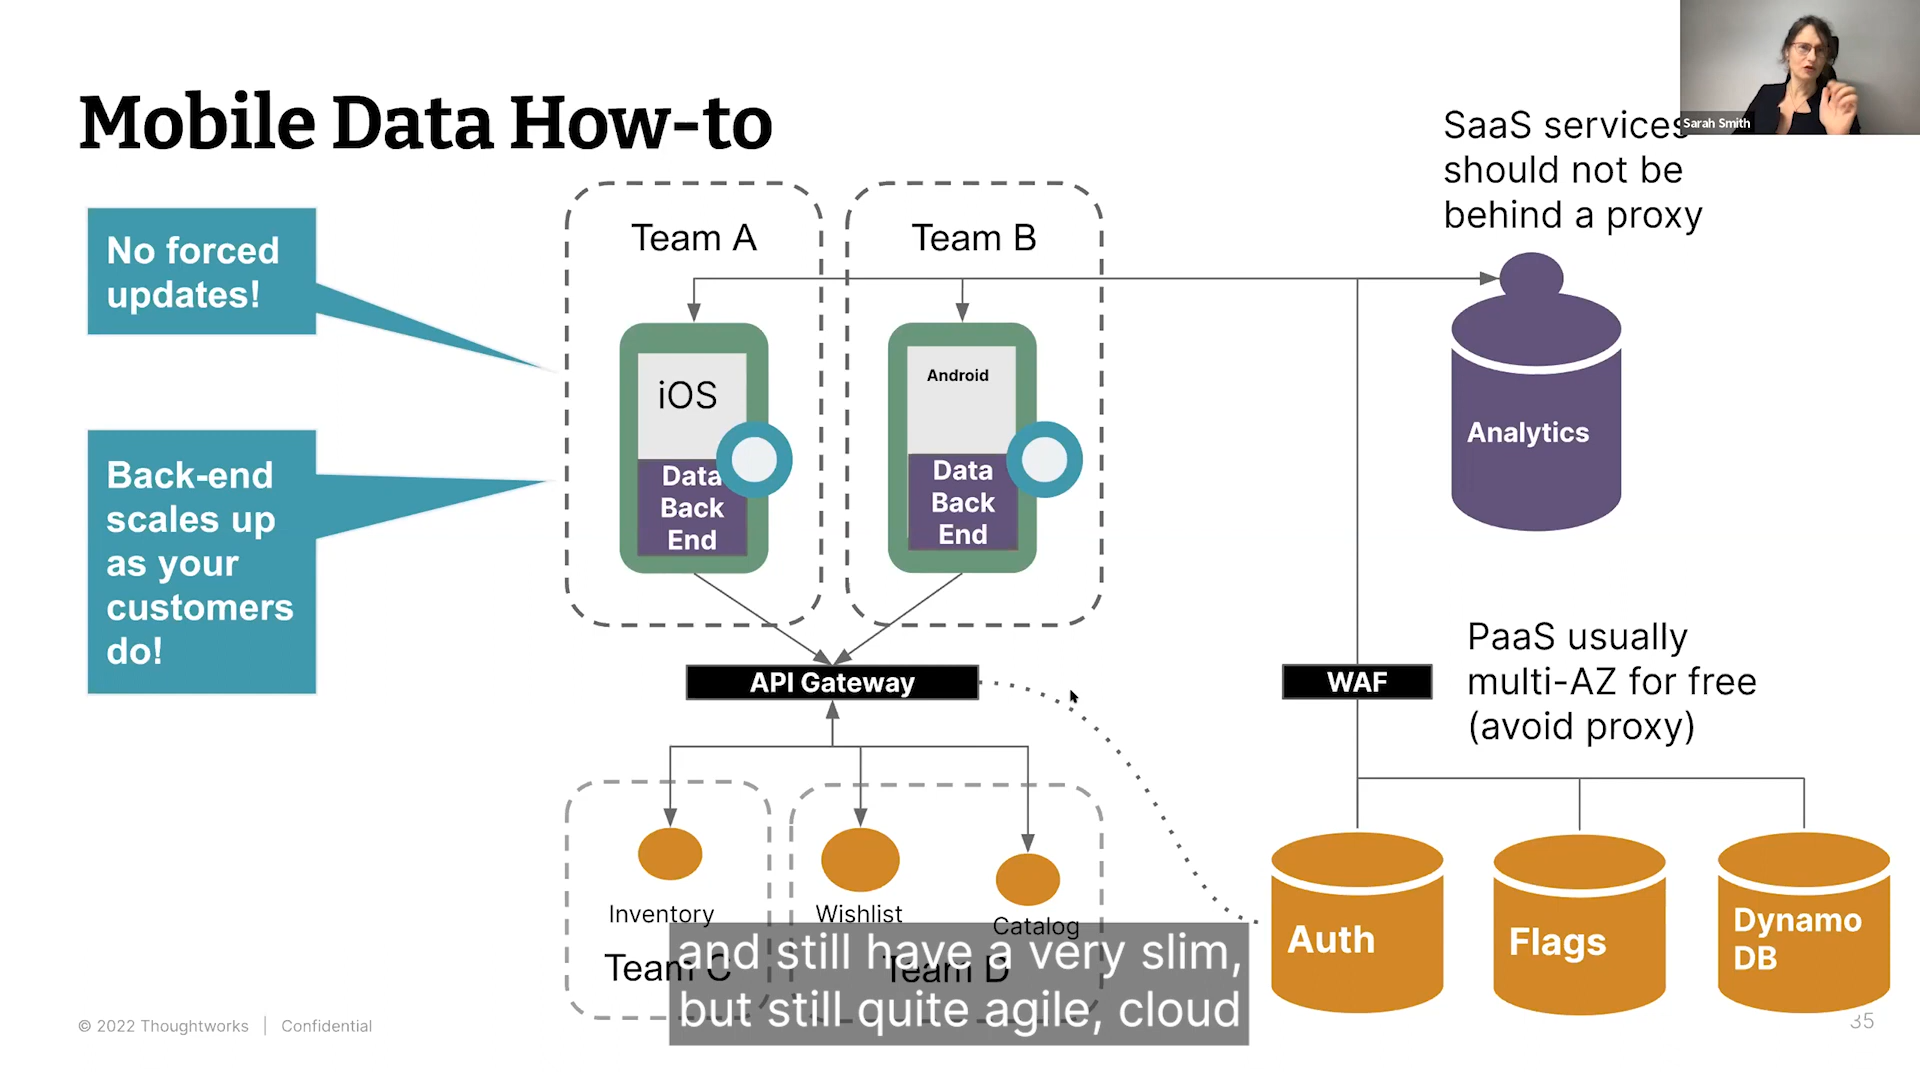 Mobile Data How-to
Sarah Smith
SaaS services
should not be
behind a proxy
No forced
updates!
Team A
Team B
iOS
Data
Back
End
Android
Data
Back
End
Analytics
Back-end
scales up
as your
customers
do!
API Gateway
WAF
PaaS usually
multi-AZ for free
(avoid proxy)
Inventory
Wishlist
Catalog
Team C
Team D
Auth
Flags
Dynamo
DB
and still have a very slim,
but still quite agile, cloud
© 2022 Thoughtworks | Confidential
35